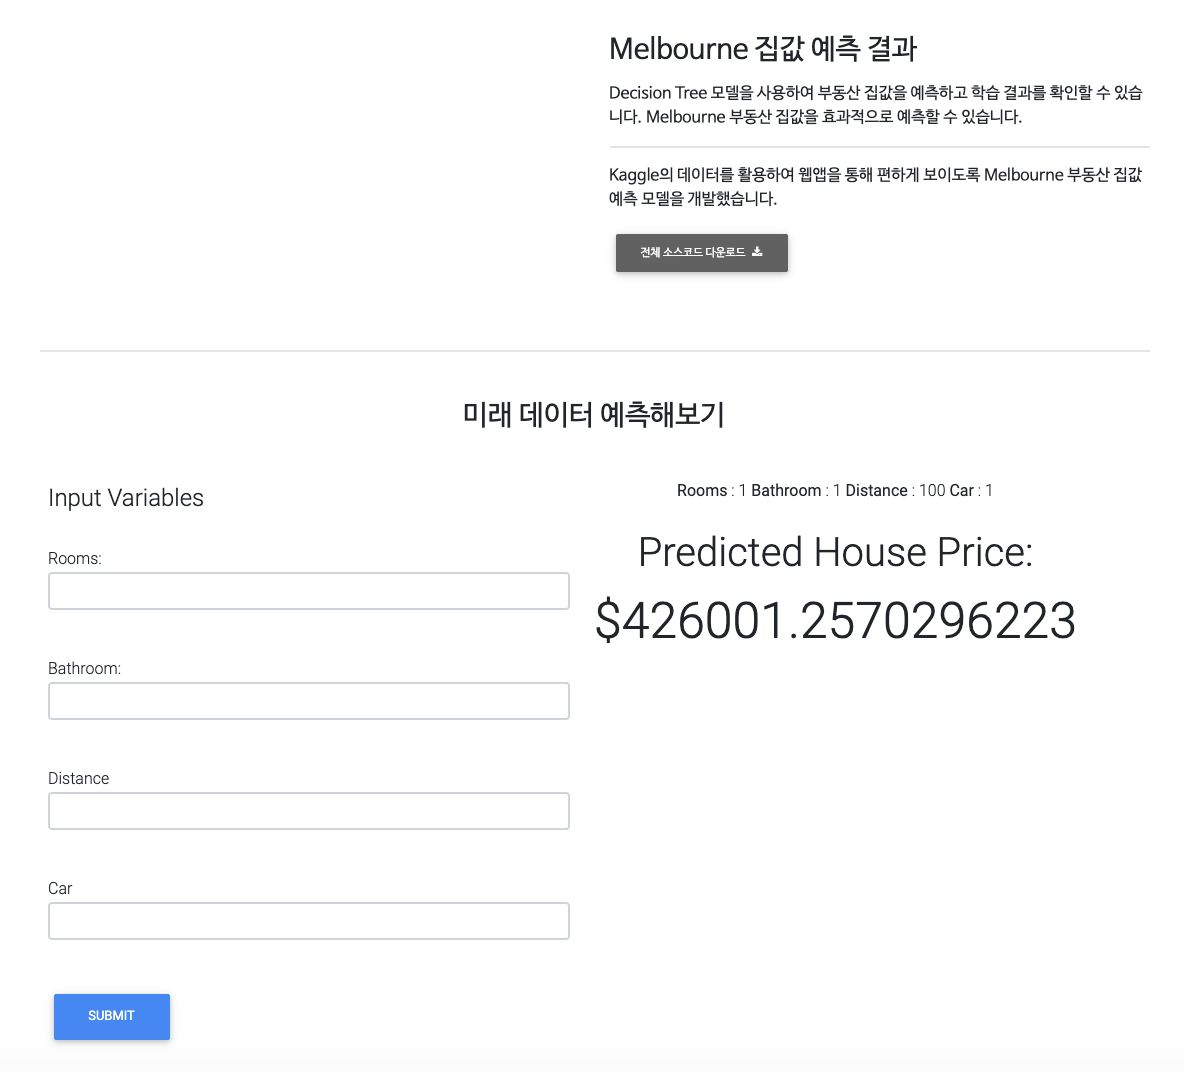 Melbourne 집값 예측 결과
Decision Tree 모델을 사용하여 부동산 집값을 예측하고 학습 결과를 확인할 수 있습
니다. Melbourne 부동산 집값을 효과적으로 예측할 수 있습니다.
Kaggle의 데이터를 활용하여 웹앱을 통해 편하게 보이도록 Melbourne 부동산 집값
예측 모델을 개발했습니다.
전체 소스코드 다운로드
미래 데이터 예측해보기
Input Variables
Rooms:
Bathroom:
Distance
Car
SUBMIT
Rooms : 1 Bathroom : 1 Distance : 100 Car : 1
Predicted House Price:
$426001.2570296223